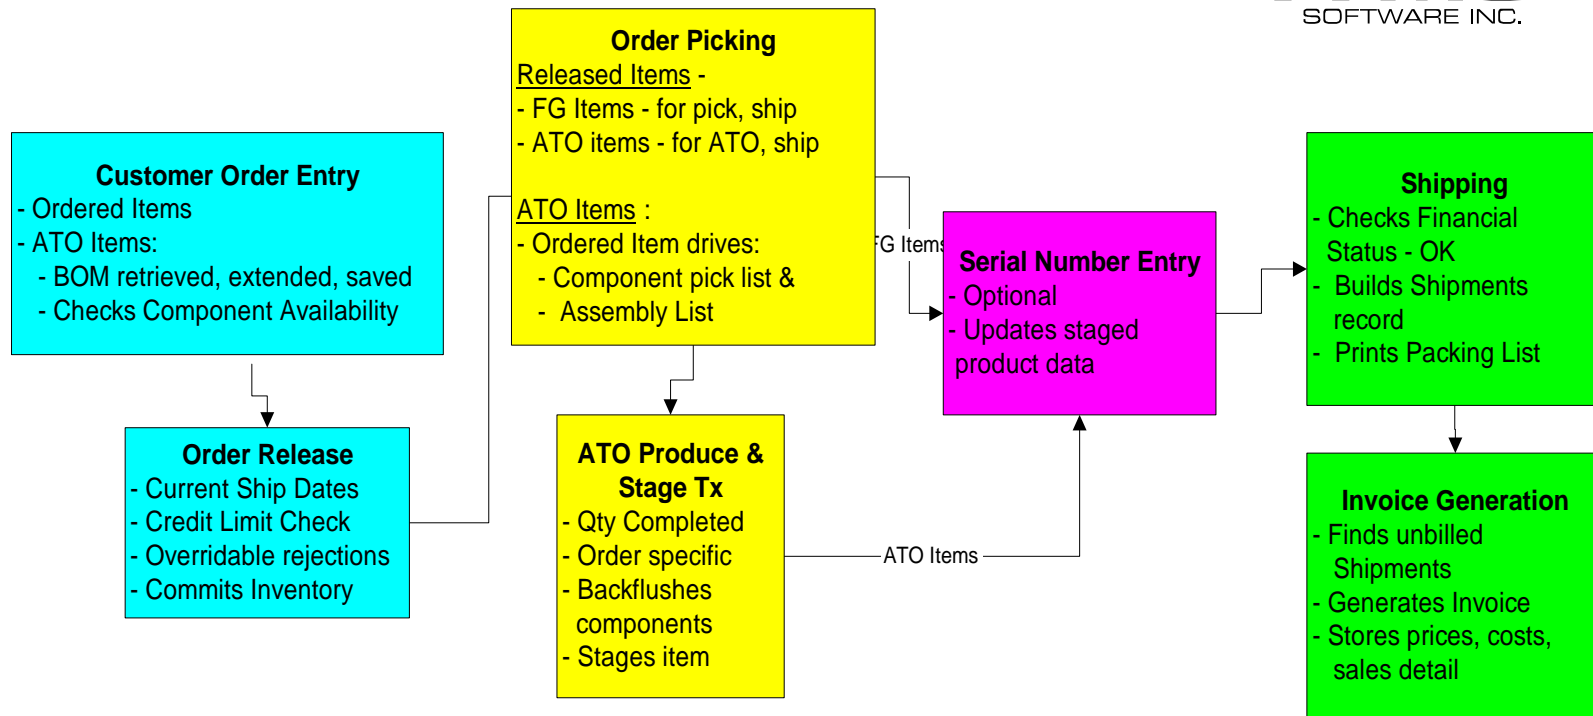 SOFTWARE INC.
Customer Order Entry
- Ordered Items
- ATO Items:
- BOM retrieved, extended, saved
- Checks Component Availability
Order Release
- Current Ship Dates
- Credit Limit Check
- Overridable rejections
- Commits Inventory
Order Picking
Released Items -
- FG Items - for pick, ship
- ATO items - for ATO, ship
ATO Items :
- Ordered Item drives:
- Component pick list &
- Assembly List
ATO Produce &
Stage Tx
- Qty Completed
- Order specific
- Backflushes
components
- Stages item
FG Items
ATO Items
Serial Number Entry
- Optional
- Updates staged
product data
Shipping
- Checks Financial
Status - OK
- Builds Shipments
record
- Prints Packing List
Invoice Generation
- Finds unbilled
Shipments
- Generates Invoice
- Stores prices, costs,
sales detail